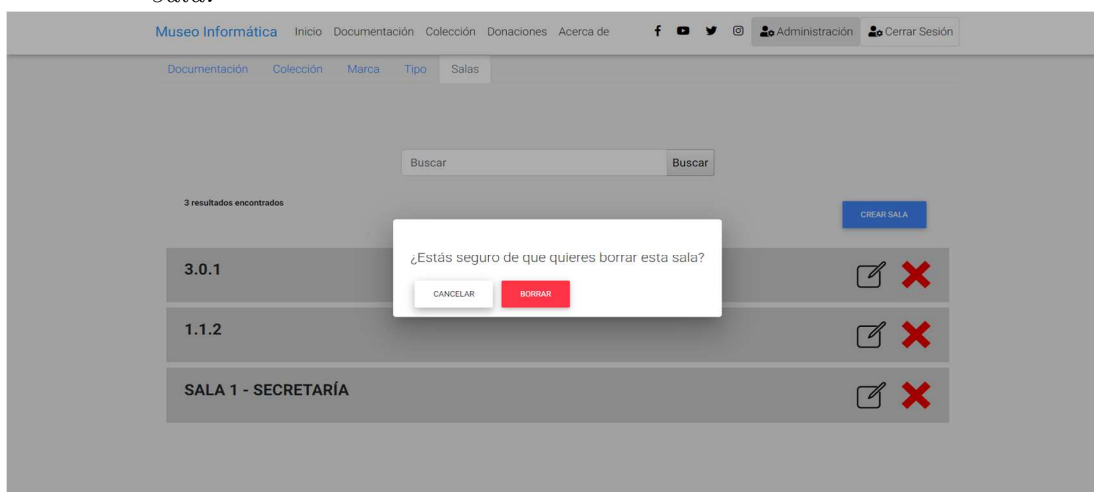 Museo Informática Inicio Documentación Colección Donaciones Acerca de Administración Cerrar Sesión
Documentación Colección Marca Tipo Salas
Buscar Buscar
3 resultados encontrados
CREAR SALA
¿Estás seguro de que quieres borrar esta sala?
CANCELAR BORRAR
3.0.1
1.1.2
SALA 1 - SECRETARÍA